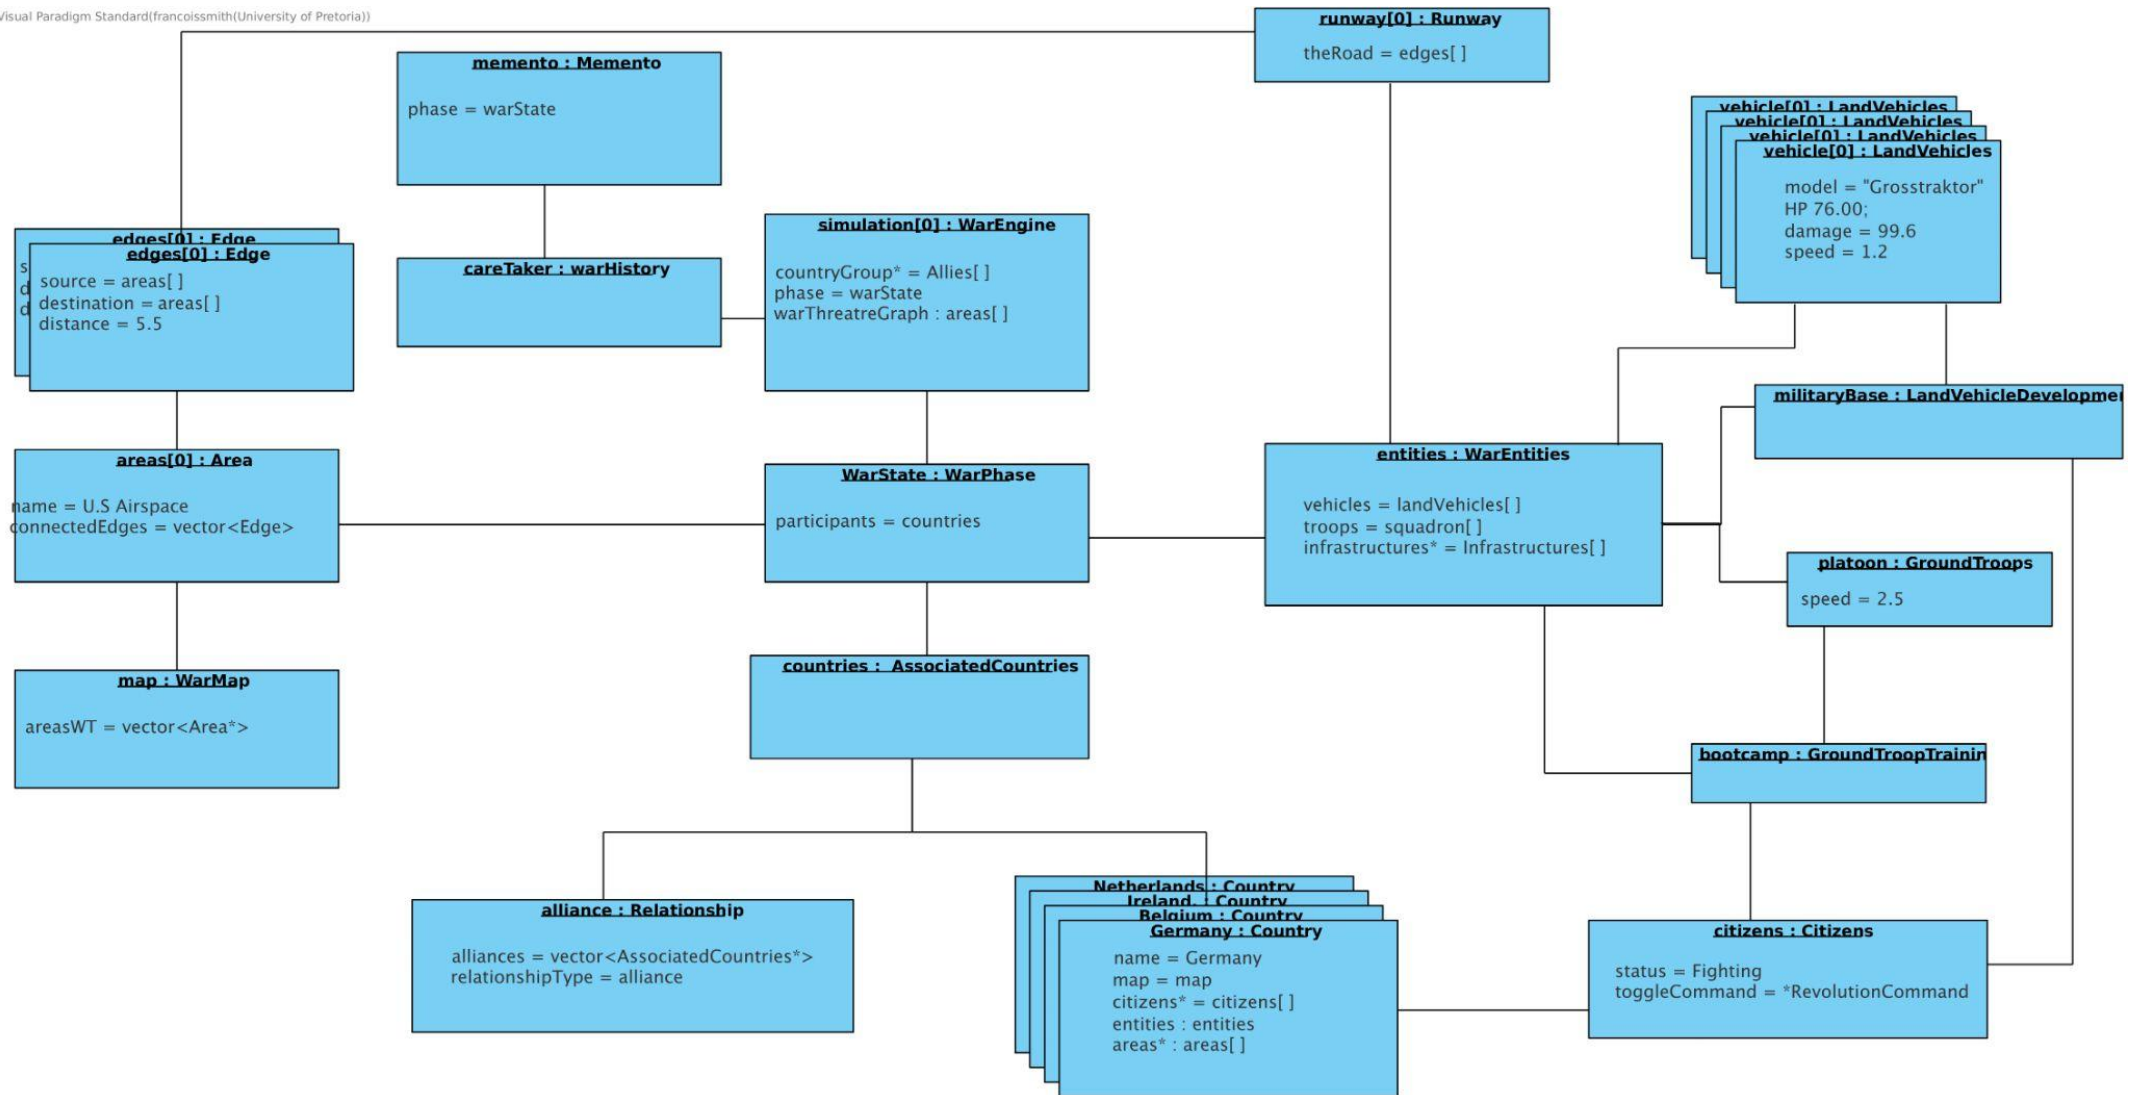 Visual Paradigm Standard(francoissmith(University of Pretoria))
runway[0] : Runway
theRoad = edges[ ]
memento : Memento
phase = warState
vehicle[0] : LandVehicles
vehicle[0] : LandVehicles
vehicle[0] : LandVehicles
vehicle[0] : LandVehicles
model = "Grosstraktor"
HP 76.00;
damage = 99.6
speed = 1.2
edges[0] : Edge
edges[0] : Edge
s
d
d
source = areas[ ]
destination = areas[ ]
distance = 5.5
careTaker : warHistory
simulation[0] : WarEngine
countryGroup* = Allies[ ]
phase = warState
warThreatreGraph : areas[ ]
militaryBase : LandVehicleDevelopmen
areas[0] : Area
name = U.S Airspace
connectedEdges = vector<Edge>
WarState : WarPhase
participants = countries
entities : WarEntities
vehicles = landVehicles[ ]
troops = squadron[ ]
infrastructures* = Infrastructures[ ]
platoon : GroundTroops
speed = 2.5
map : WarMap
areasWT = vector<Area*>
countries : AssociatedCountries
bootcamp : GroundTroopTrainin
alliance : Relationship
alliances = vector<AssociatedCountries*>
relationshipType = alliance
Netherlands : Country
Ireland. : Country
Belgium : Country
Germany : Country
name = Germany
map = map
citizens* = citizens[ ]
entities : entities
areas* : areas[ ]
citizens : Citizens
status = Fighting
toggleCommand = *RevolutionCommand